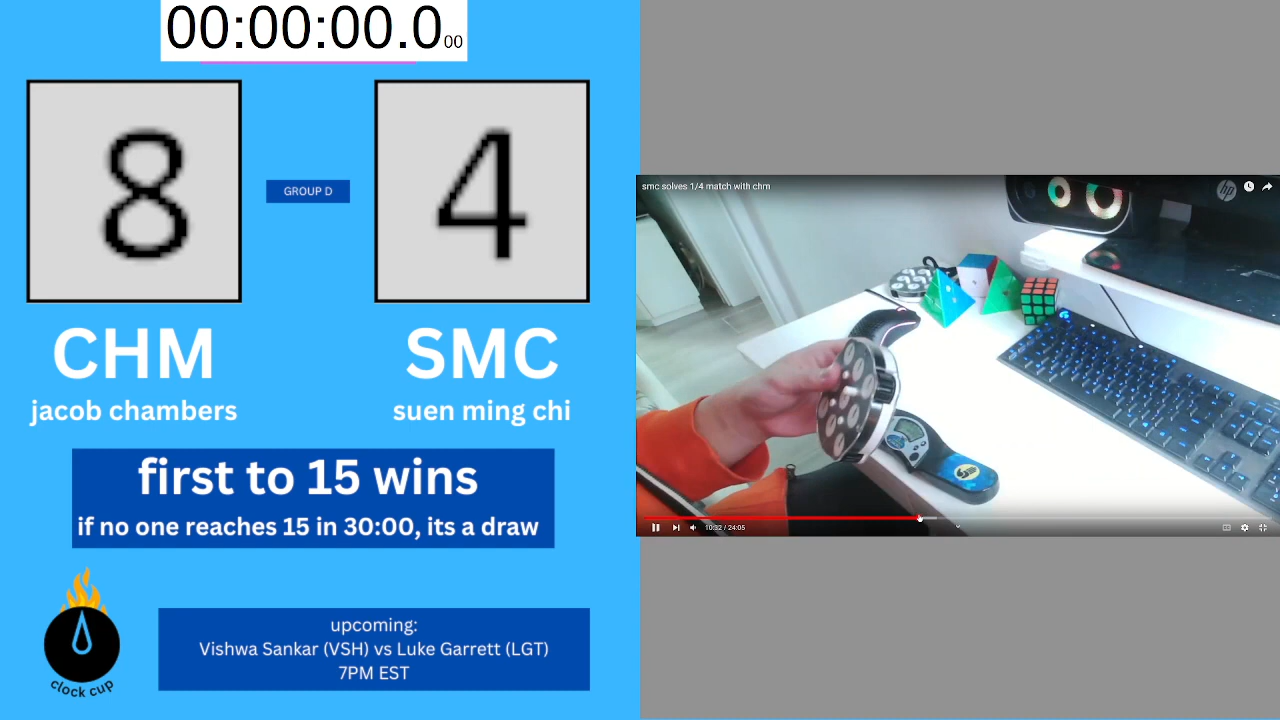 00:00:00.000
8
GROUP D
4
CHM
SMC
jacob chambers
suen ming chi
first to 15 wins
if no one reaches 15 in 30:00, its a draw
clock cup
upcoming:
Vishwa Sankar (VSH) vs Luke Garrett (LGT)
7PM EST
smc solves 1/4 match with chm
hp
10:32 / 24:05